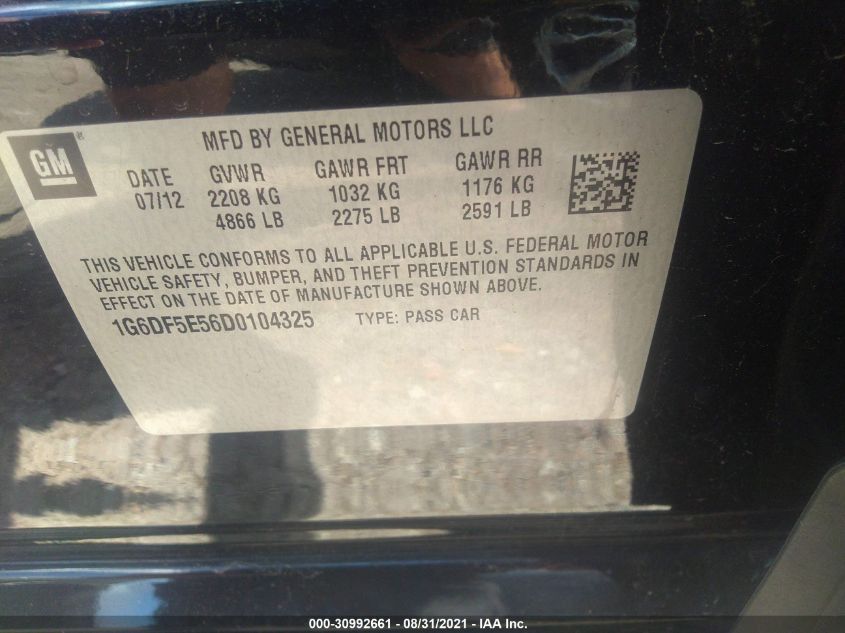 GM
MFD BY GENERAL MOTORS LLC
DATE GVWR GAWR FRT GAWR RR
07/12 2208 KG 1032 KG 1176 KG
4866 LB 2275 LB 2591 LB
THIS VEHICLE CONFORMS TO ALL APPLICABLE U.S. FEDERAL MOTOR
VEHICLE SAFETY, BUMPER, AND THEFT PREVENTION STANDARDS IN
EFFECT ON THE DATE OF MANUFACTURE SHOWN ABOVE.
1G6DF5E56D0104325 TYPE: PASS CAR
000-30992661 - 08/31/2021 - IAA Inc.